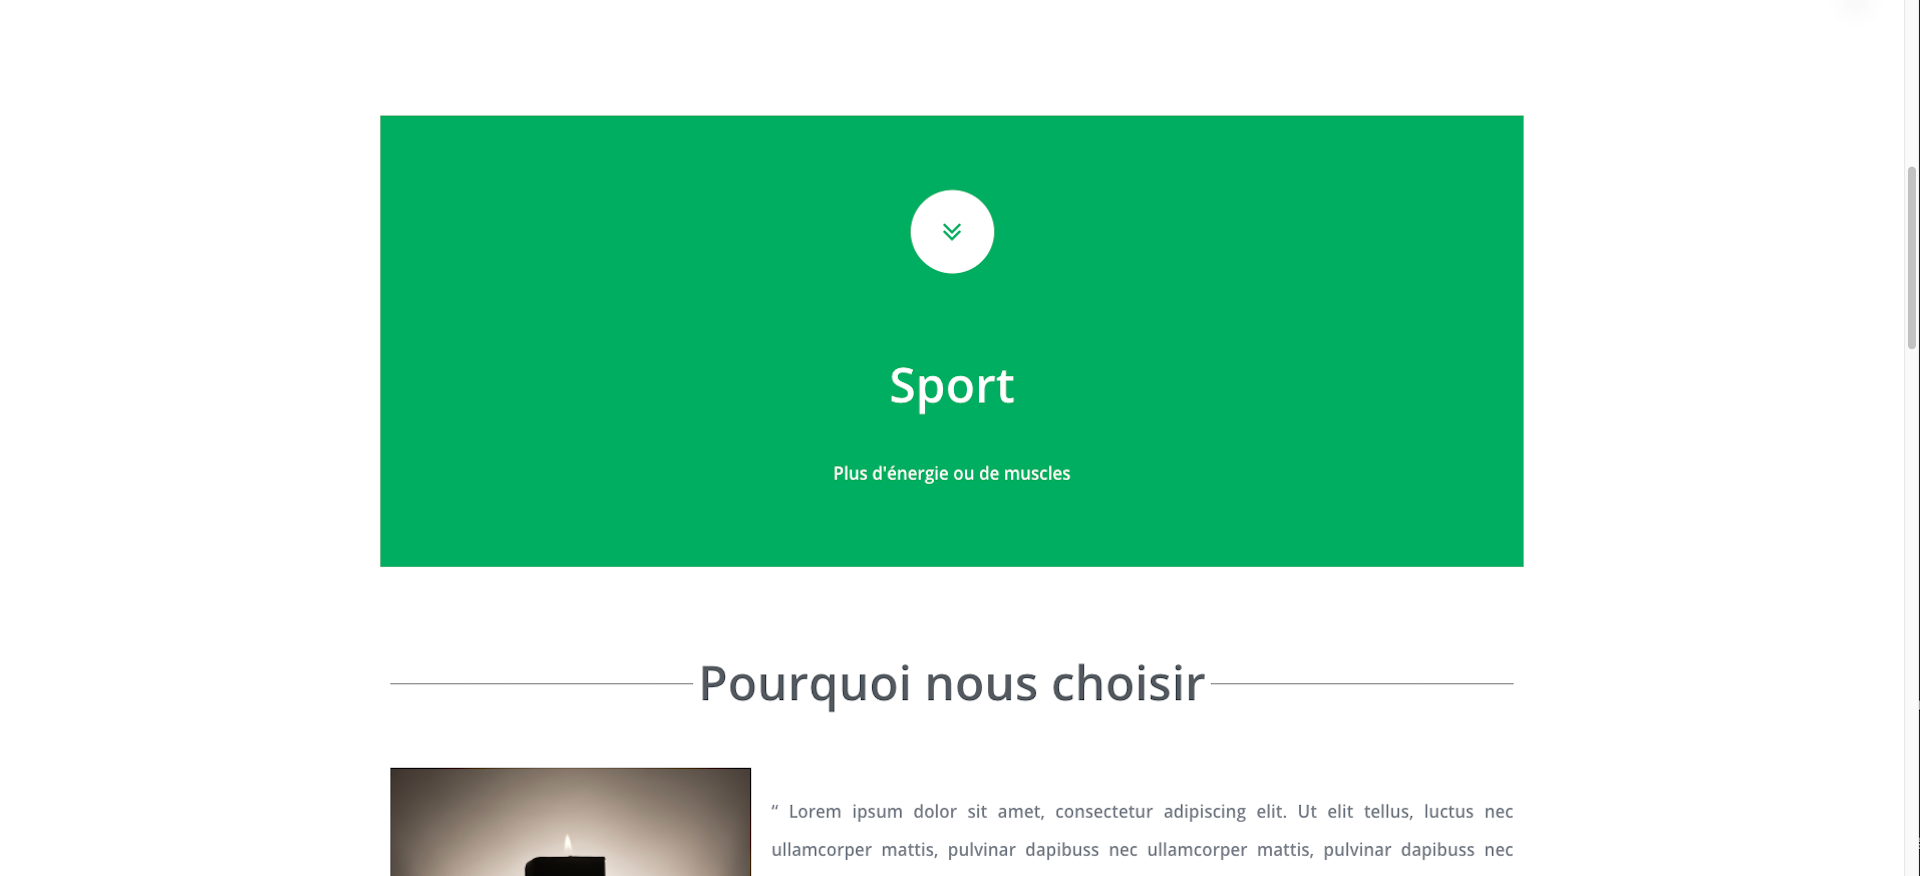 Sport
Plus d'énergie ou de muscles
Pourquoi nous choisir
“ Lorem ipsum dolor sit amet, consectetur adipiscing elit. Ut elit tellus, luctus nec
ullamcorper mattis, pulvinar dapibuss nec ullamcorper mattis, pulvinar dapibuss nec